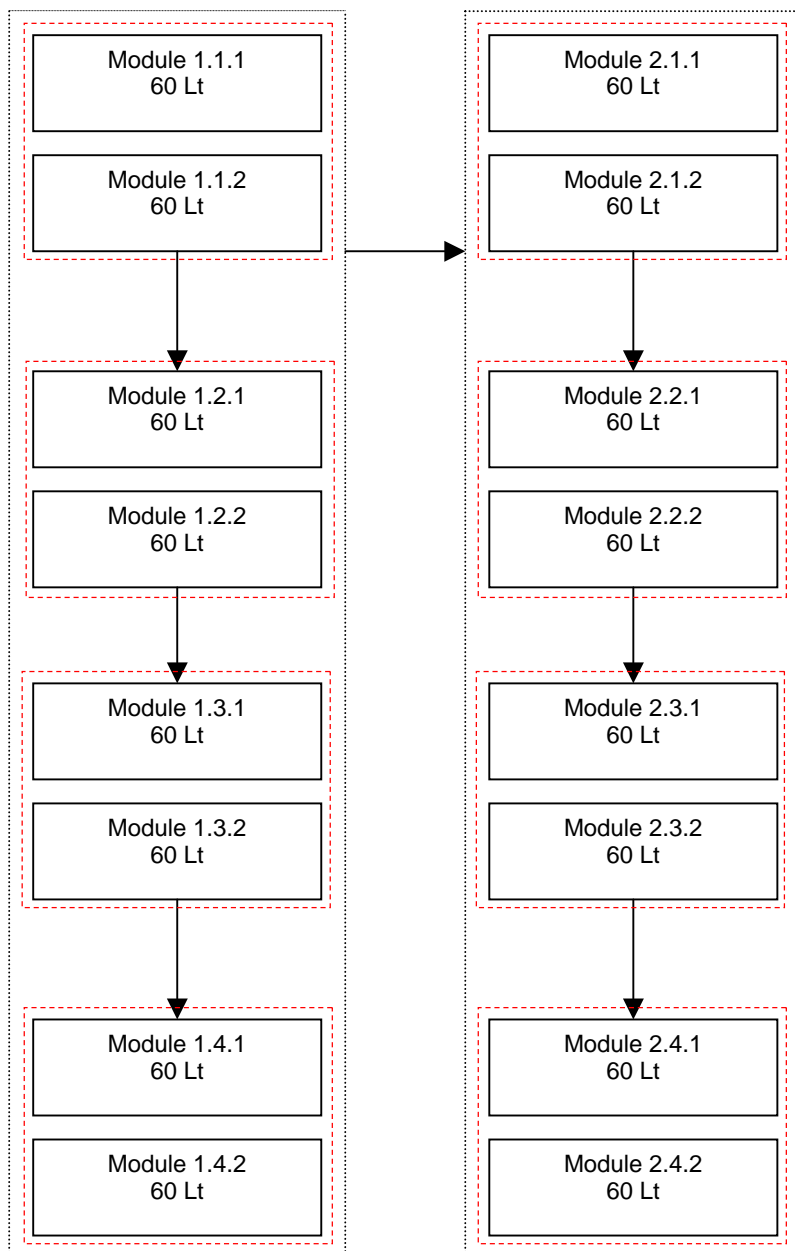 Module 1.1.1
60 Lt
Module 1.1.2
60 Lt
Module 1.2.1
60 Lt
Module 1.2.2
60 Lt
Module 1.3.1
60 Lt
Module 1.3.2
60 Lt
Module 1.4.1
60 Lt
Module 1.4.2
60 Lt
Module 2.1.1
60 Lt
Module 2.1.2
60 Lt
Module 2.2.1
60 Lt
Module 2.2.2
60 Lt
Module 2.3.1
60 Lt
Module 2.3.2
60 Lt
Module 2.4.1
60 Lt
Module 2.4.2
60 Lt